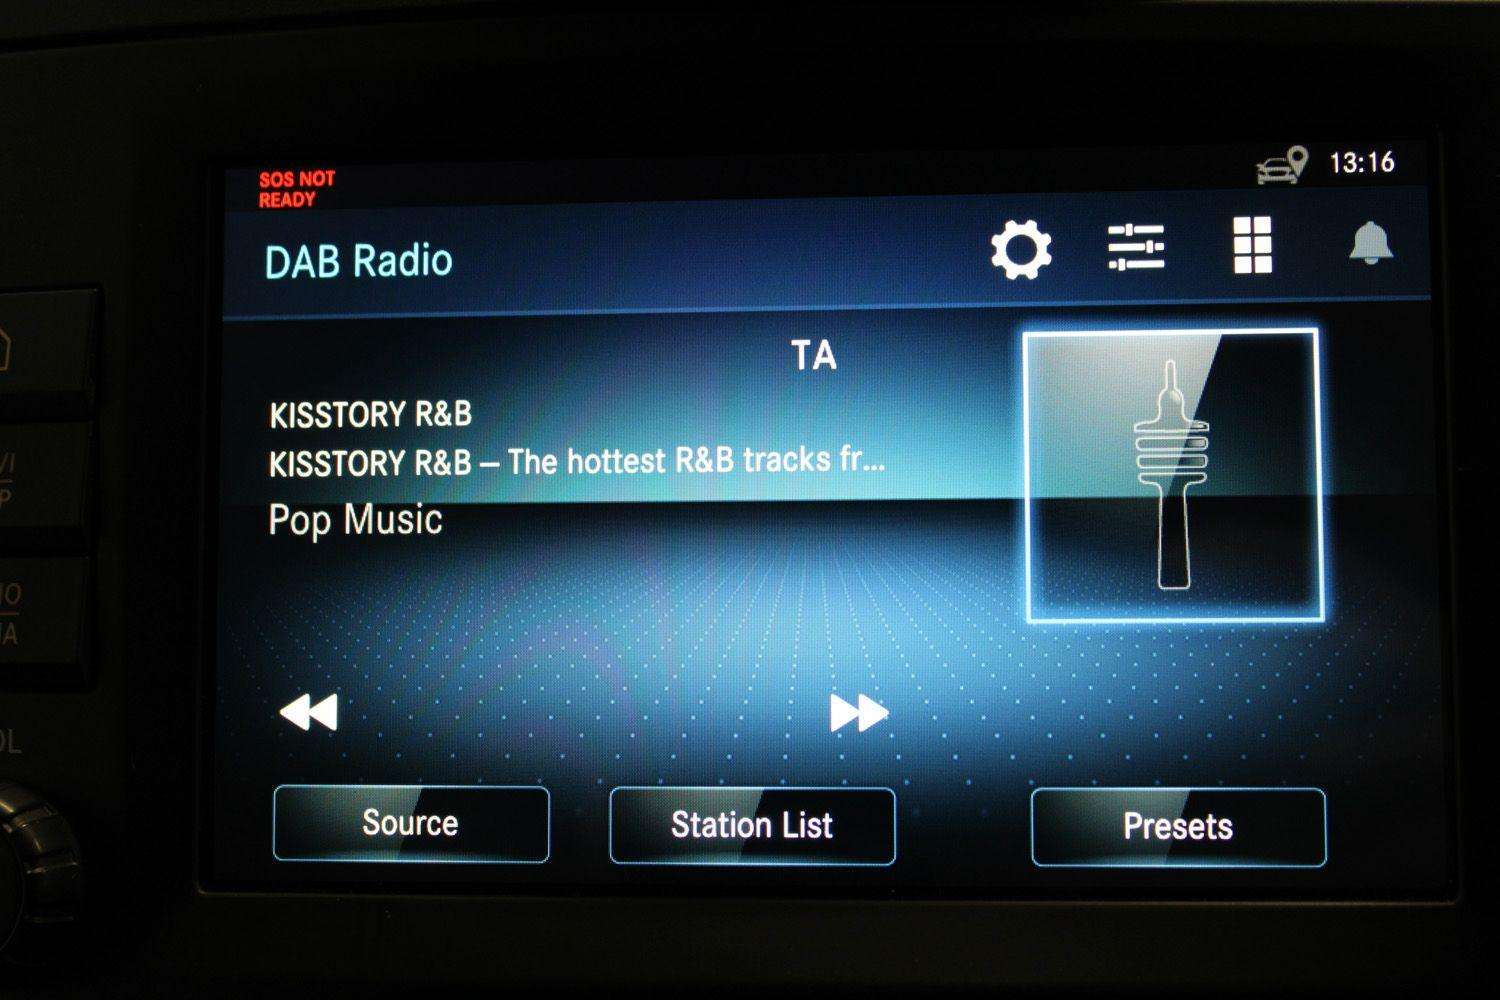 SOS NOT
READY
13:16
DAB Radio
TA
KISSTORY R&B
KISSTORY R&B – The hottest R&B tracks fr...
Pop Music
Source
Station List
Presets